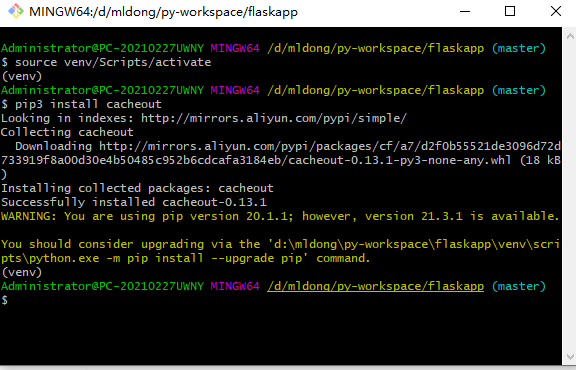 MINGW64:/d/mldong/py-workspace/flaskapp
Administrator@PC-20210227UWNY MINGW64 /d/mldong/py-workspace/flaskapp (master)
$ source venv/Scripts/activate
(venv)
Administrator@PC-20210227UWNY MINGW64 /d/mldong/py-workspace/flaskapp (master)
$ pip3 install cacheout
Looking in indexes: http://mirrors.aliyun.com/pypi/simple/
Collecting cacheout
  Downloading http://mirrors.aliyun.com/pypi/packages/cf/a7/d2f0b55521de3096d72d
733919f8a00d30e4b50485c952b6cdcafa3184eb/cacheout-0.13.1-py3-none-any.whl (18 kB
)
Installing collected packages: cacheout
Successfully installed cacheout-0.13.1
WARNING: You are using pip version 20.1.1; however, version 21.3.1 is available.
You should consider upgrading via the 'd:\mldong\py-workspace\flaskapp\venv\scri
pts\python.exe -m pip install --upgrade pip' command.
(venv)
Administrator@PC-20210227UWNY MINGW64 /d/mldong/py-workspace/flaskapp (master)
$